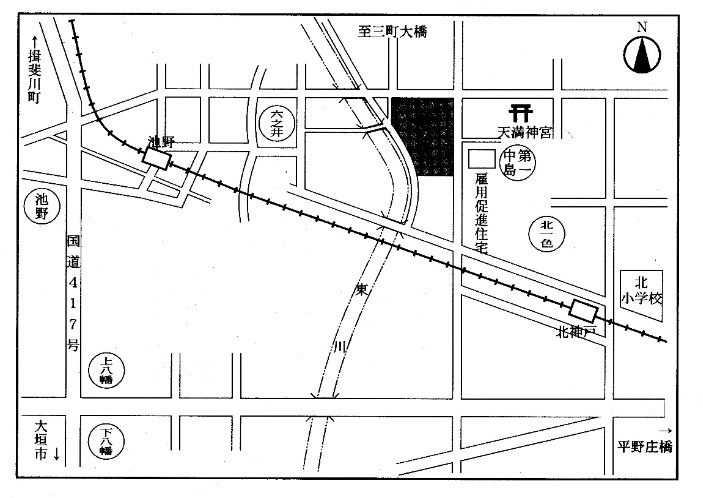 至三町大橋
N
←揖斐川町
六之井
天満神宮
池野
第一中島
雇用促進住宅
池野
北一色
国道417号
東川
北小学校
北神戸
上八幡
大垣市↓
下八幡
→
平野庄橋